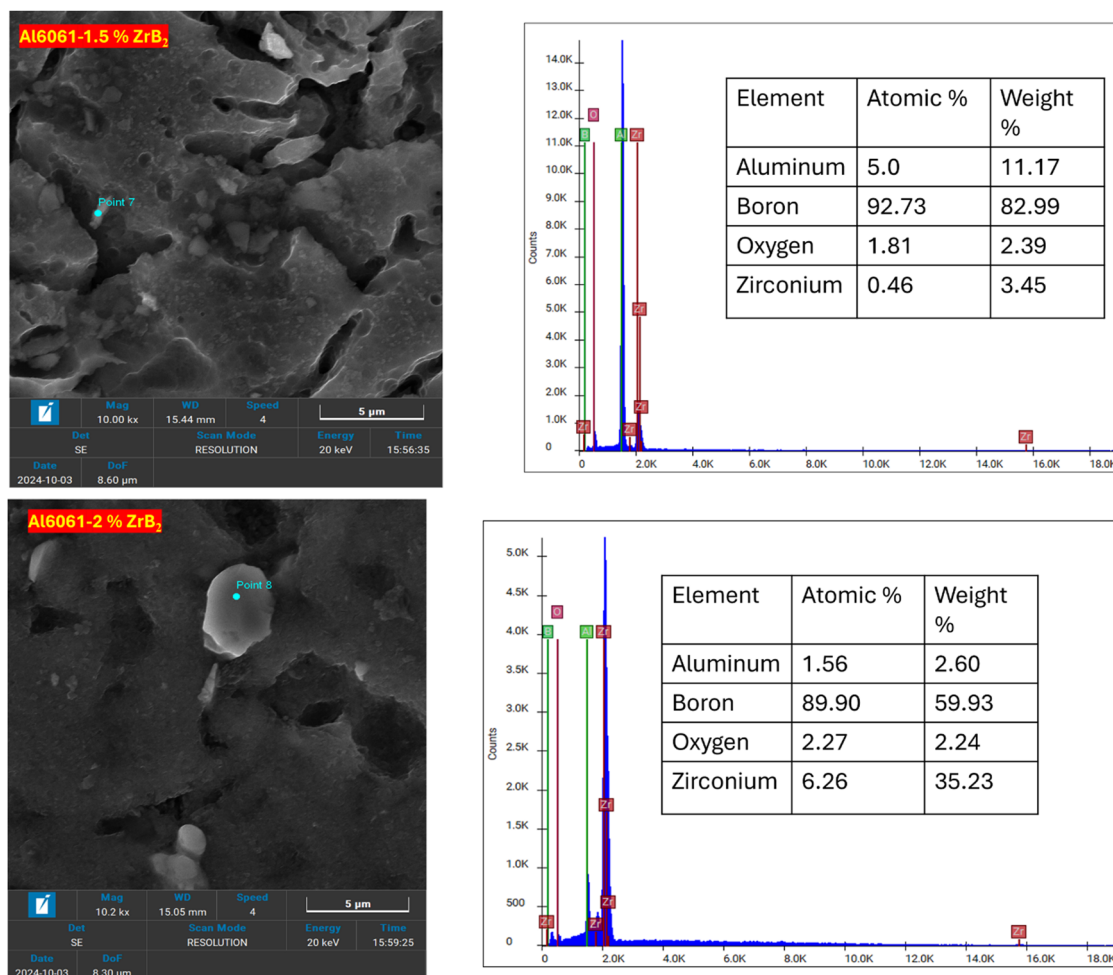 Al6061-1.5 % ZrB₂
Point 7
Mag WD Speed
10.00 kx 15.44 mm 4
5 µm
Det Scan Mode Energy Time
SE RESOLUTION 20 keV 15:56:35
Date DoF
2024-10-03 8.60 µm
Counts
14.0K
13.0K
12.0K
11.0K
10.0K
9.0K
8.0K
7.0K
6.0K
5.0K
4.0K
3.0K
2.0K
1.0K
0
B O Al Zr
Zr
Zr
Zr Zr Zr
0 2.0K 4.0K 6.0K 8.0K 10.0K 12.0K 14.0K 16.0K 18.0K
Element Atomic % Weight %
Aluminum 5.0 11.17
Boron 92.73 82.99
Oxygen 1.81 2.39
Zirconium 0.46 3.45
Al6061-2 % ZrB₂
Point 8
Mag WD Speed
10.2 kx 15.05 mm 4
5 µm
Det Scan Mode Energy Time
SE RESOLUTION 20 keV 15:59:25
Date DoF
2024-10-03 8.30 µm
Counts
5.0K
4.5K
4.0K
3.5K
3.0K
2.5K
2.0K
1.5K
1.0K
500
0
B O Al Zr
Zr
Zr
Zr Zr Zr
0 2.0K 4.0K 6.0K 8.0K 10.0K 12.0K 14.0K 16.0K 18.0K
Element Atomic % Weight %
Aluminum 1.56 2.60
Boron 89.90 59.93
Oxygen 2.27 2.24
Zirconium 6.26 35.23